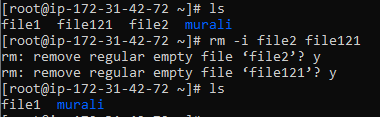 [root@ip-172-31-42-72 ~]# ls
file1  file121  file2  murali
[root@ip-172-31-42-72 ~]# rm -i file2 file121
rm: remove regular empty file ‘file2’? y
rm: remove regular empty file ‘file121’? y
[root@ip-172-31-42-72 ~]# ls
file1  murali